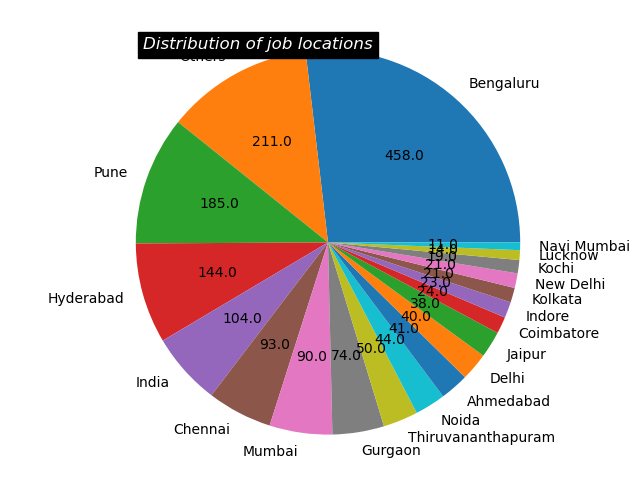 Distribution of job locations
Others
Bengaluru
458.0
211.0
Pune
185.0
Hyderabad
144.0
India
104.0
Chennai
93.0
Mumbai
90.0
Gurgaon
74.0
Thiruvananthapuram
50.0
Noida
44.0
Ahmedabad
41.0
Delhi
40.0
Jaipur
38.0
Coimbatore
24.0
Indore
23.0
Kolkata
21.0
New Delhi
21.0
Kochi
19.0
Lucknow
Navi Mumbai
11.0